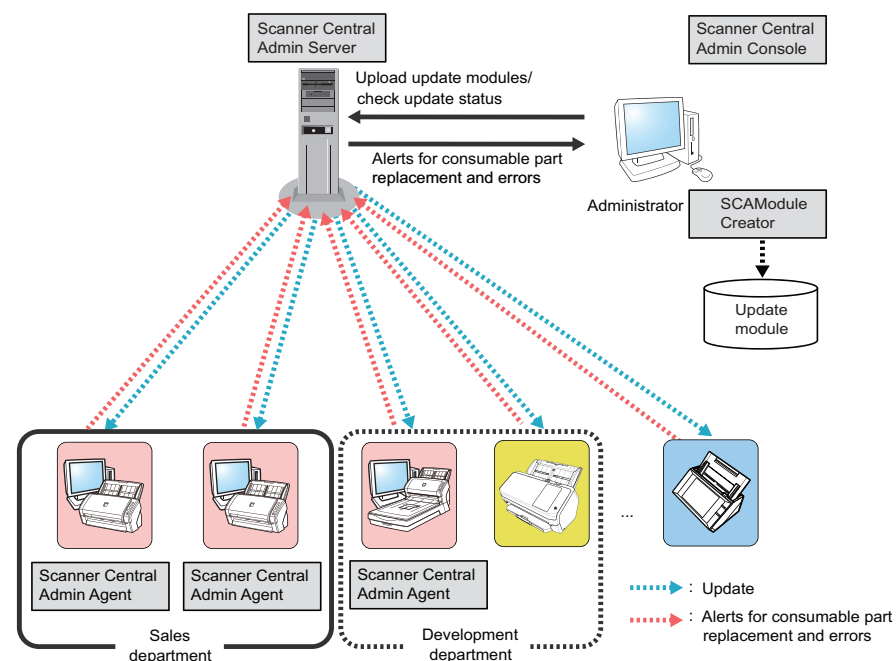 Scanner Central
Admin Server
Scanner Central
Admin Console
Upload update modules/
check update status
Alerts for consumable part
replacement and errors
Administrator
SCAModule
Creator
Update
module
...
Scanner Central
Admin Agent
Scanner Central
Admin Agent
Scanner Central
Admin Agent
Sales
department
Development
department
: Update
: Alerts for consumable part
replacement and errors